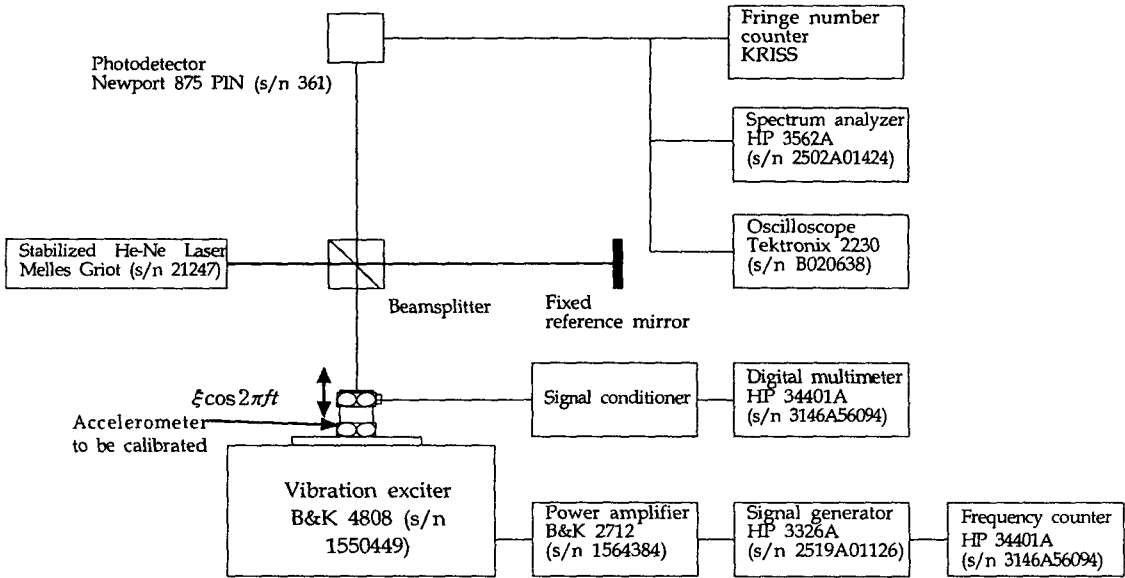 Fringe number
counter
KRISS
Photodetector
Newport 875 PIN (s/n 361)
Spectrum analyzer
HP 3562A
(s/n 2502A01424)
Oscilloscope
Tektronix 2230
(s/n B020638)
Stabilized He-Ne Laser
Melles Griot (s/n 21247)
Beamsplitter
Fixed
reference mirror
ξcos2πft
Accelerometer
to be calibrated
Signal conditioner
Digital multimeter
HP 34401A
(s/n 3146A56094)
Vibration exciter
B&K 4808 (s/n
1550449)
Power amplifier
B&K 2712
(s/n 1564384)
Signal generator
HP 3326A
(s/n 2519A01126)
Frequency counter
HP 34401A
(s/n 3146A56094)